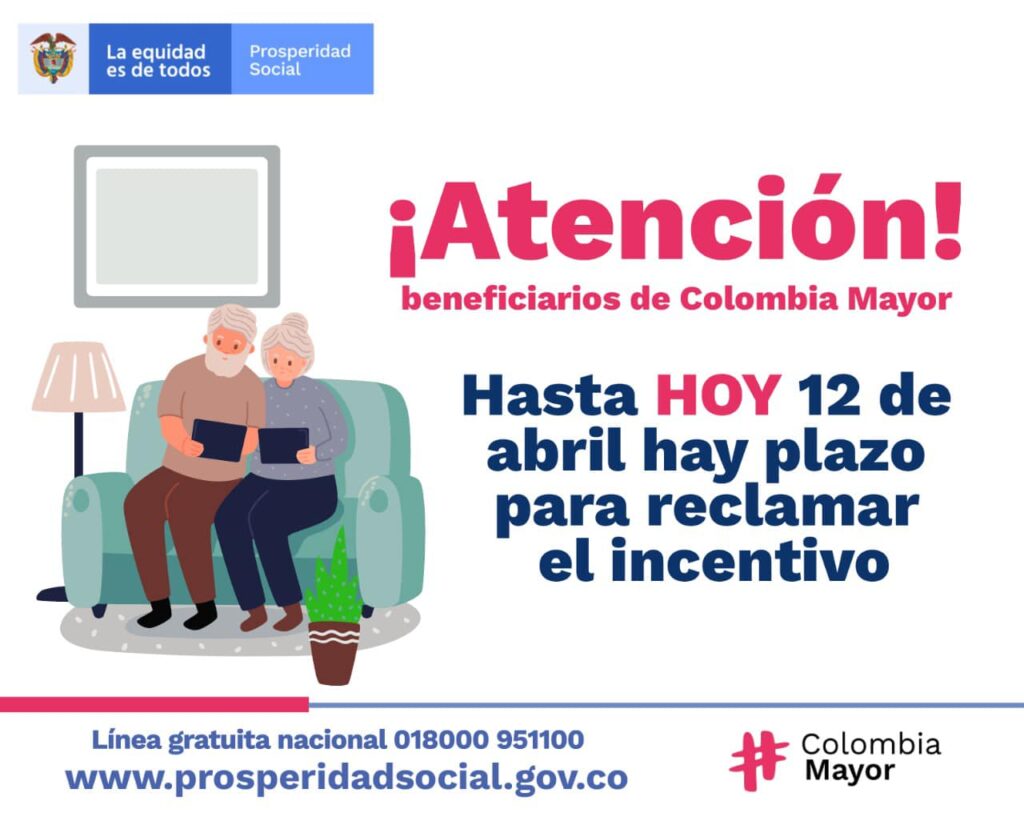 La equidad
es de todos
Prosperidad
Social
¡Atención!
beneficiarios de Colombia Mayor
Hasta HOY 12 de
abril hay plazo
para reclamar
el incentivo
Línea gratuita nacional 018000 951100
www.prosperidadsocial.gov.co
# Colombia
Mayor